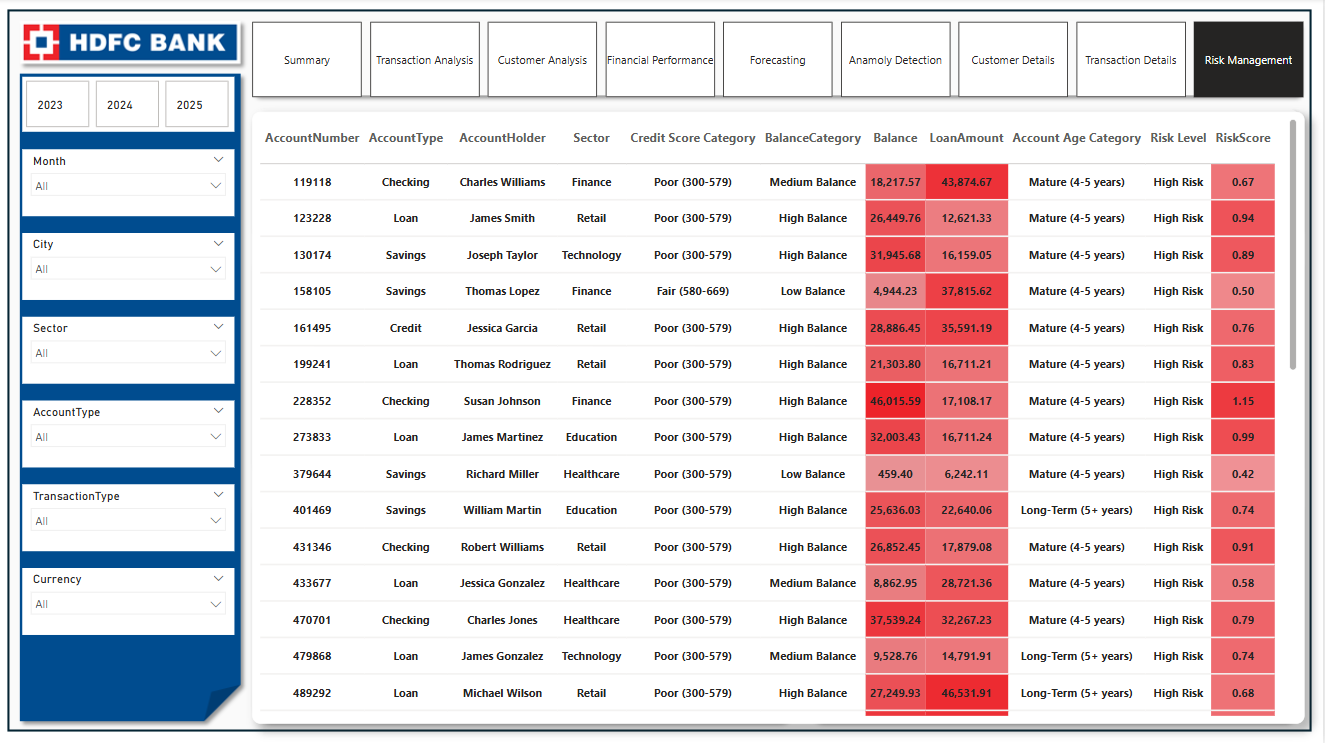 HDFC BANK
Summary
Transaction Analysis
Customer Analysis
Financial Performance
Forecasting
Anamoly Detection
Customer Details
Transaction Details
Risk Management
2023 2024 2025
Month
All
City
All
Sector
All
AccountType
All
TransactionType
All
Currency
All
AccountNumber AccountType AccountHolder Sector Credit Score Category BalanceCategory Balance LoanAmount Account Age Category Risk Level RiskScore
119118 Checking Charles Williams Finance Poor (300-579) Medium Balance 18,217.57 43,874.67 Mature (4-5 years) High Risk 0.67
123228 Loan James Smith Retail Poor (300-579) High Balance 26,449.76 12,621.33 Mature (4-5 years) High Risk 0.94
130174 Savings Joseph Taylor Technology Poor (300-579) High Balance 31,945.68 16,159.05 Mature (4-5 years) High Risk 0.89
158105 Savings Thomas Lopez Finance Fair (580-669) Low Balance 4,944.23 37,815.62 Mature (4-5 years) High Risk 0.50
161495 Credit Jessica Garcia Retail Poor (300-579) High Balance 28,886.45 35,591.19 Mature (4-5 years) High Risk 0.76
199241 Loan Thomas Rodriguez Retail Poor (300-579) High Balance 21,303.80 16,711.21 Mature (4-5 years) High Risk 0.83
228352 Checking Susan Johnson Finance Poor (300-579) High Balance 46,015.59 17,108.17 Mature (4-5 years) High Risk 1.15
273833 Loan James Martinez Education Poor (300-579) High Balance 32,003.43 16,711.24 Mature (4-5 years) High Risk 0.99
379644 Savings Richard Miller Healthcare Poor (300-579) Low Balance 459.40 6,242.11 Mature (4-5 years) High Risk 0.42
401469 Savings William Martin Education Poor (300-579) High Balance 25,636.03 22,640.06 Long-Term (5+ years) High Risk 0.74
431346 Checking Robert Williams Retail Poor (300-579) High Balance 26,852.45 17,879.08 Mature (4-5 years) High Risk 0.91
433677 Loan Jessica Gonzalez Healthcare Poor (300-579) Medium Balance 8,862.95 28,721.36 Mature (4-5 years) High Risk 0.58
470701 Checking Charles Jones Healthcare Poor (300-579) High Balance 37,539.24 32,267.23 Mature (4-5 years) High Risk 0.79
479868 Loan James Gonzalez Technology Poor (300-579) Medium Balance 9,528.76 14,791.91 Long-Term (5+ years) High Risk 0.74
489292 Loan Michael Wilson Retail Poor (300-579) High Balance 27,249.93 46,531.91 Long-Term (5+ years) High Risk 0.68